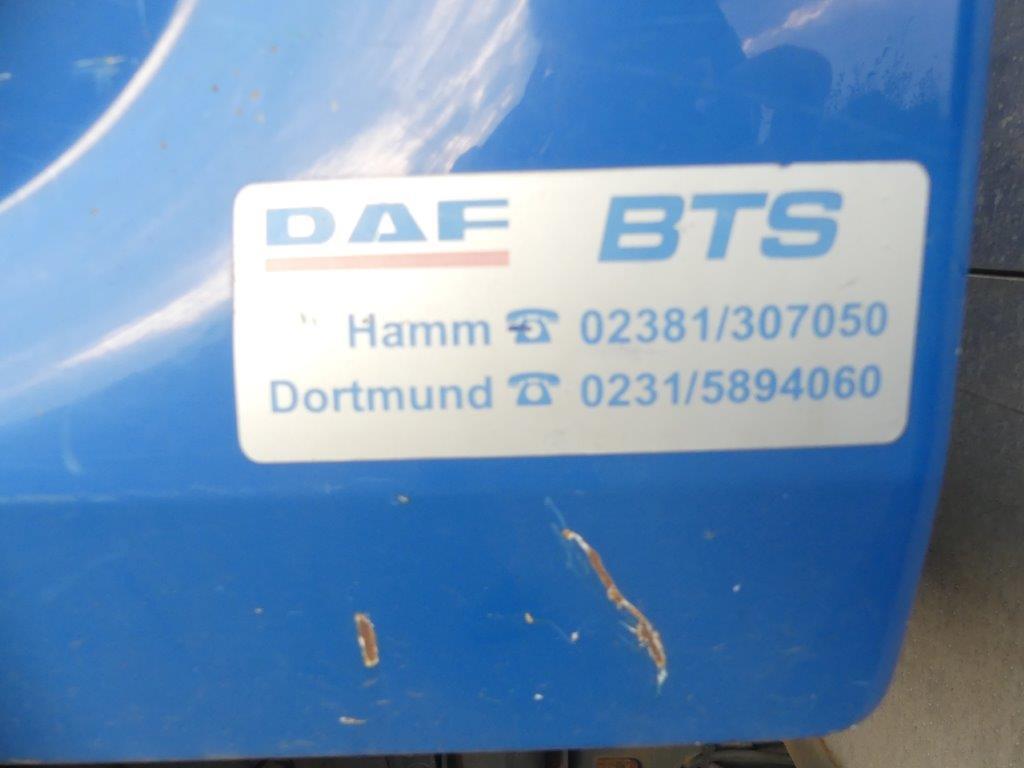 DAF BTS
Hamm ☎ 02381/307050
Dortmund ☎ 0231/5894060